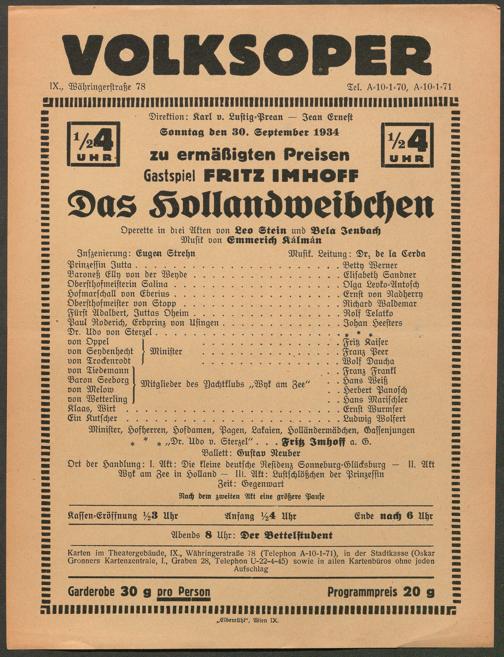 VOLKSOPER
IX., Währingerstraße 78 Tel. A-10-1-70, A-10-1-71
Direktion: Karl v. Lustig-Prean — Jean Ernest
Sonntag den 30. September 1934
1/2 4 UHR 1/2 4 UHR
zu ermäßigten Preisen
Gastspiel FRITZ IMHOFF
Das Hollandweibchen
Operette in drei Akten von Leo Stein und Bela Jenbach
Musik von Emmerich Kálmán
Inszenierung: Eugen Strehn Musik. Leitung: Dr. de la Cerda
Prinzessin Jutta . . . Betty Werner
Baroneß Elly von der Weyde . . . Elisabeth Sandner
Obersthofmeisterin Salina . . . Olga Levko-Antosch
Hofmarschall von Eberius . . . Ernst von Nadherry
Obersthofmeister von Stopp . . . Richard Waldemar
Fürst Adalbert, Juttas Oheim . . . Rolf Telasko
Paul Roderich, Erbprinz von Usingen . . . Johan Heesters
Dr. Udo von Sterzel . . . * * *
von Oppel . . . Fritz Kaiser
von Seydenhecht } Minister . . . Franz Peer
von Trockenrodt . . . Wolf Daucha
von Tiedemann . . . Franz Frankl
Baron Seeborg } Mitglieder des Yachtklubs „Wyk am Zee“ . . . Hans Weiß
von Melow . . . Herbert Panosch
von Wetterling . . . Hans Marischler
Klaas, Wirt . . . Ernst Wurmser
Ein Kutscher . . . Ludwig Wolfert
Minister, Hofherren, Hofdamen, Pagen, Lakaien, Holländermädchen, Gassenjungen
* * * „Dr. Udo v. Sterzel“ . . . Fritz Imhoff a. G.
Ballett: Gustav Neuber
Ort der Handlung: I. Akt: Die kleine deutsche Residenz Sonneburg-Glücksburg — II. Akt
Wyk am Zee in Holland — III. Akt: Lustschlößchen der Prinzessin
Zeit: Gegenwart
Nach dem zweiten Akt eine größere Pause
Kassen-Eröffnung 1/2 3 Uhr Anfang 1/2 4 Uhr Ende nach 6 Uhr
Abends 8 Uhr: Der Bettelstudent
Karten im Theatergebäude, IX., Währingerstraße 78 (Telephon A-10-1-71), in der Stadtkasse (Oskar
Gronners Kartenzentrale, I., Graben 28, Telephon U-22-4-45) sowie in allen Kartenbüros ohne jeden
Aufschlag
Garderobe 30 g pro Person Programmpreis 20 g
„Elbemühl“, Wien IX.